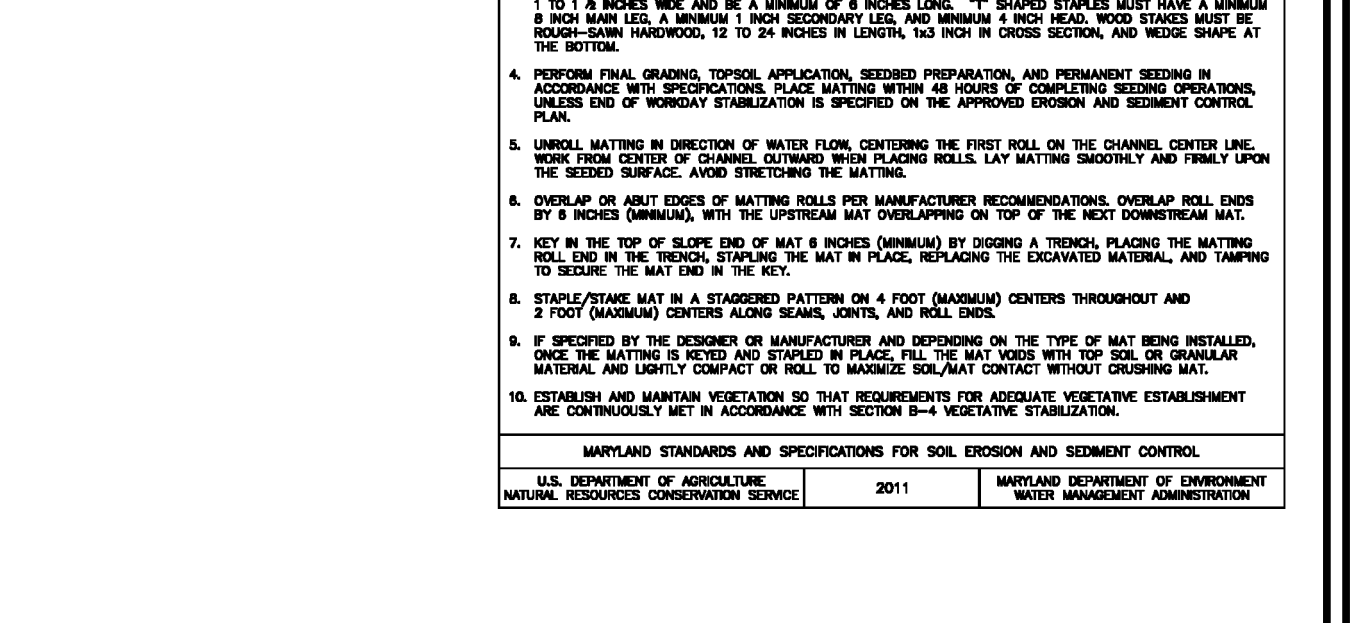 1 TO 1 ½ INCHES WIDE AND BE A MINIMUM OF 6 INCHES LONG. "T" SHAPED STAPLES MUST HAVE A MINIMUM
8 INCH MAIN LEG, A MINIMUM 1 INCH SECONDARY LEG, AND MINIMUM 4 INCH HEAD. WOOD STAKES MUST BE
ROUGH-SAWN HARDWOOD, 12 TO 24 INCHES IN LENGTH, 1x3 INCH IN CROSS SECTION, AND WEDGE SHAPE AT
THE BOTTOM.
4. PERFORM FINAL GRADING, TOPSOIL APPLICATION, SEEDBED PREPARATION, AND PERMANENT SEEDING IN
ACCORDANCE WITH SPECIFICATIONS. PLACE MATTING WITHIN 48 HOURS OF COMPLETING SEEDING OPERATIONS,
UNLESS END OF WORKDAY STABILIZATION IS SPECIFIED ON THE APPROVED EROSION AND SEDIMENT CONTROL
PLAN.
5. UNROLL MATTING IN DIRECTION OF WATER FLOW, CENTERING THE FIRST ROLL ON THE CHANNEL CENTER LINE.
WORK FROM CENTER OF CHANNEL OUTWARD WHEN PLACING ROLLS. LAY MATTING SMOOTHLY AND FIRMLY UPON
THE SEEDED SURFACE. AVOID STRETCHING THE MATTING.
6. OVERLAP OR ABUT EDGES OF MATTING ROLLS PER MANUFACTURER RECOMMENDATIONS. OVERLAP ROLL ENDS
BY 6 INCHES (MINIMUM), WITH THE UPSTREAM MAT OVERLAPPING ON TOP OF THE NEXT DOWNSTREAM MAT.
7. KEY IN THE TOP OF SLOPE END OF MAT 6 INCHES (MINIMUM) BY DIGGING A TRENCH, PLACING THE MATTING
ROLL END IN THE TRENCH, STAPLING THE MAT IN PLACE, REPLACING THE EXCAVATED MATERIAL, AND TAMPING
TO SECURE THE MAT END IN THE KEY.
8. STAPLE/STAKE MAT IN A STAGGERED PATTERN ON 4 FOOT (MAXIMUM) CENTERS THROUGHOUT AND
2 FOOT (MAXIMUM) CENTERS ALONG SEAMS, JOINTS, AND ROLL ENDS.
9. IF SPECIFIED BY THE DESIGNER OR MANUFACTURER AND DEPENDING ON THE TYPE OF MAT BEING INSTALLED,
ONCE THE MATTING IS KEYED AND STAPLED IN PLACE, FILL THE MAT VOIDS WITH TOP SOIL OR GRANULAR
MATERIAL AND LIGHTLY COMPACT OR ROLL TO MAXIMIZE SOIL/MAT CONTACT WITHOUT CRUSHING MAT.
10. ESTABLISH AND MAINTAIN VEGETATION SO THAT REQUIREMENTS FOR ADEQUATE VEGETATIVE ESTABLISHMENT
ARE CONTINUOUSLY MET IN ACCORDANCE WITH SECTION B-4 VEGETATIVE STABILIZATION.
MARYLAND STANDARDS AND SPECIFICATIONS FOR SOIL EROSION AND SEDIMENT CONTROL
U.S. DEPARTMENT OF AGRICULTURE
NATURAL RESOURCES CONSERVATION SERVICE
2011
MARYLAND DEPARTMENT OF ENVIRONMENT
WATER MANAGEMENT ADMINISTRATION